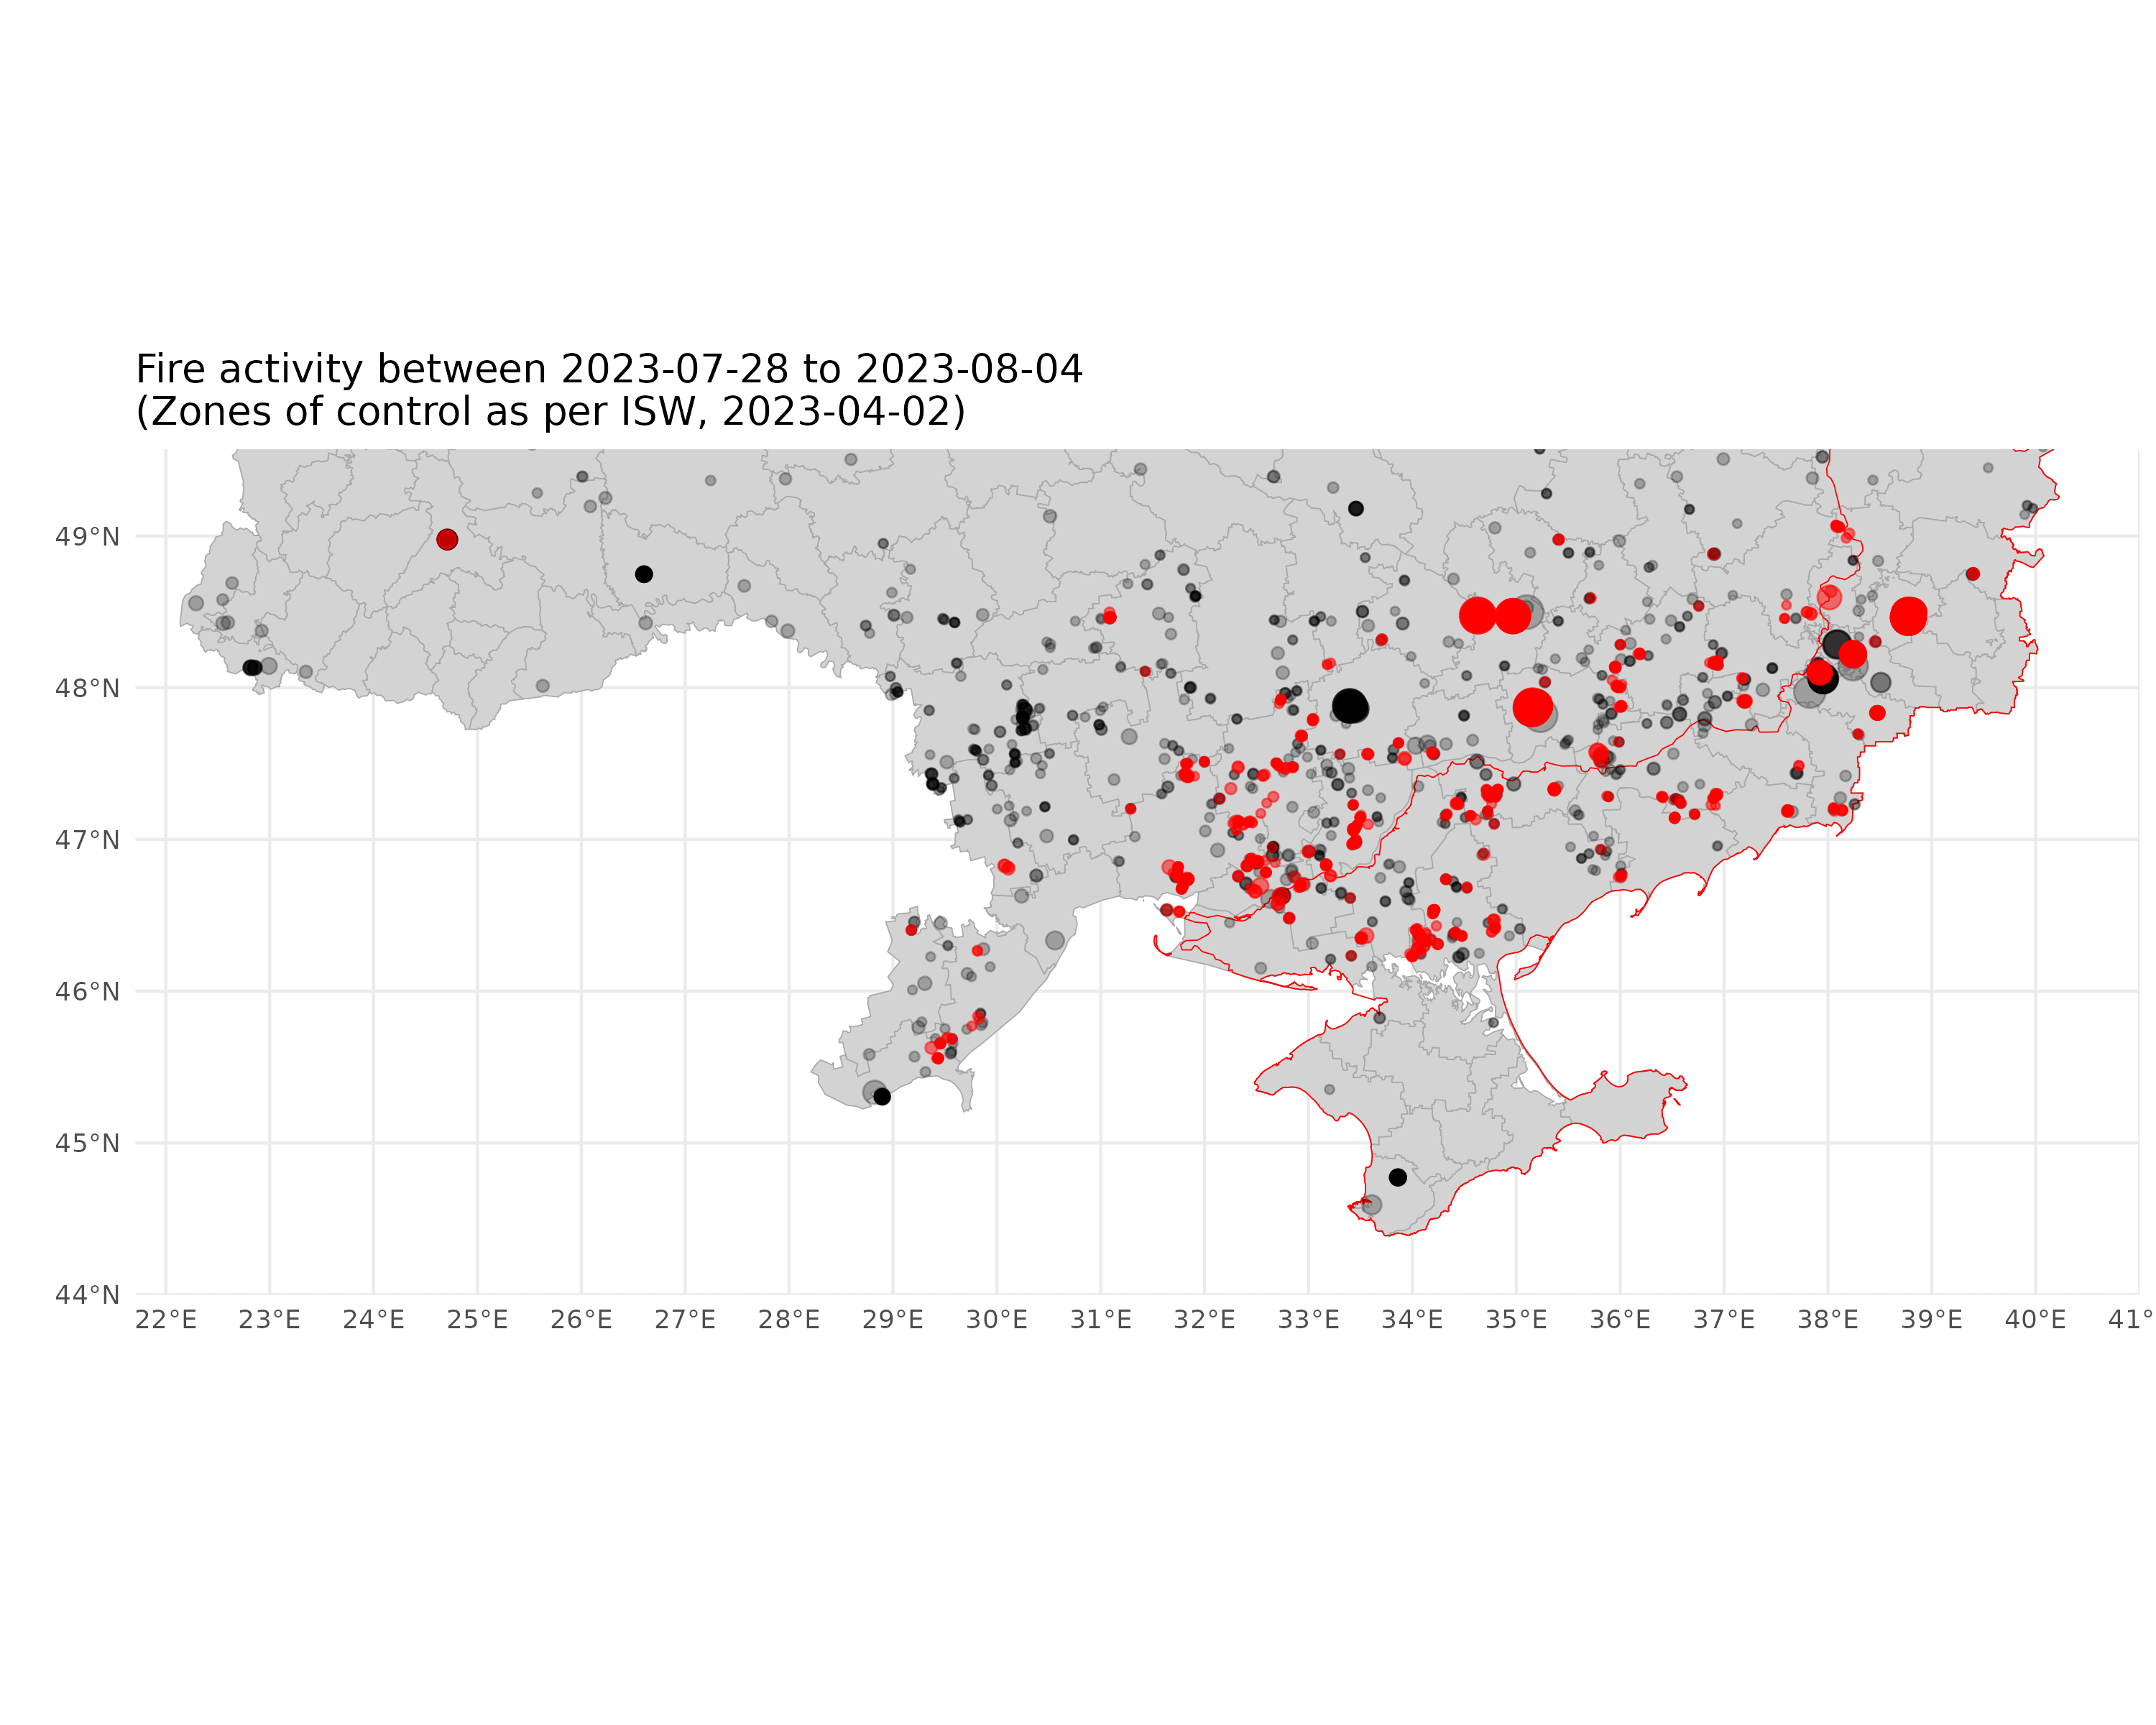 Fire activity between 2023-07-28 to 2023-08-04
(Zones of control as per ISW, 2023-04-02)
49°N
48°N
47°N
46°N
45°N
44°N
22°E 23°E 24°E 25°E 26°E 27°E 28°E 29°E 30°E 31°E 32°E 33°E 34°E 35°E 36°E 37°E 38°E 39°E 40°E 41°